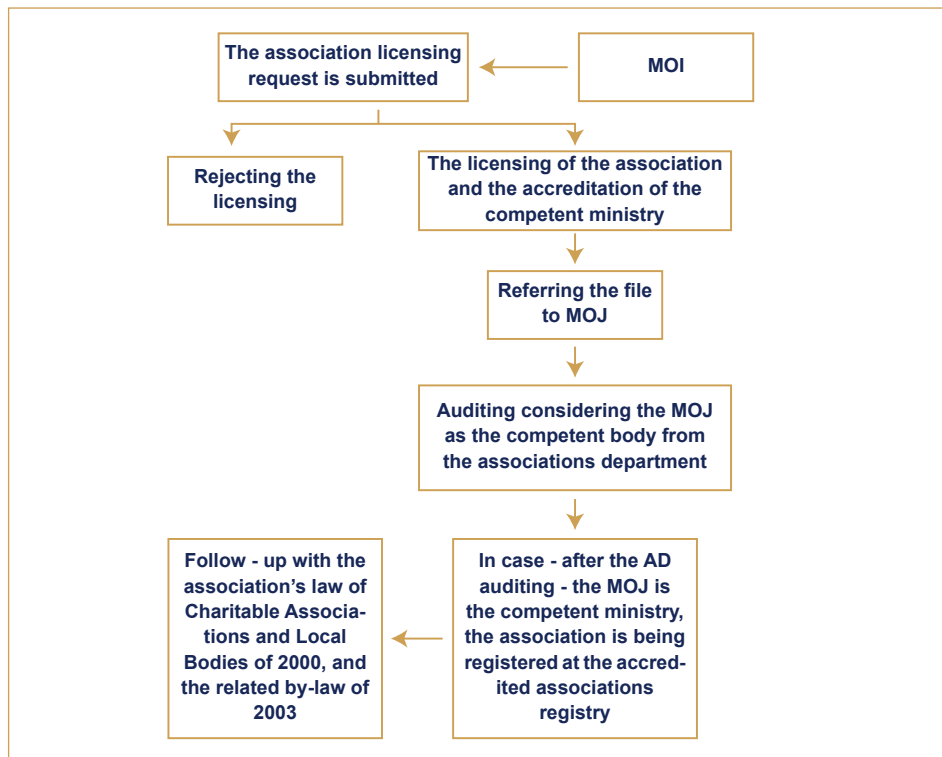 The association licensing
request is submitted
MOI
Rejecting the
licensing
The licensing of the association
and the accreditation of the
competent ministry
Referring the file
to MOJ
Auditing considering the MOJ
as the competent body from
the associations department
In case - after the AD
auditing - the MOJ is
the competent ministry,
the association is being
registered at the accred-
ited associations
registry
Follow - up with the
association’s law of
Charitable Associa-
tions and Local
Bodies of 2000, and
the related by-law of
2003